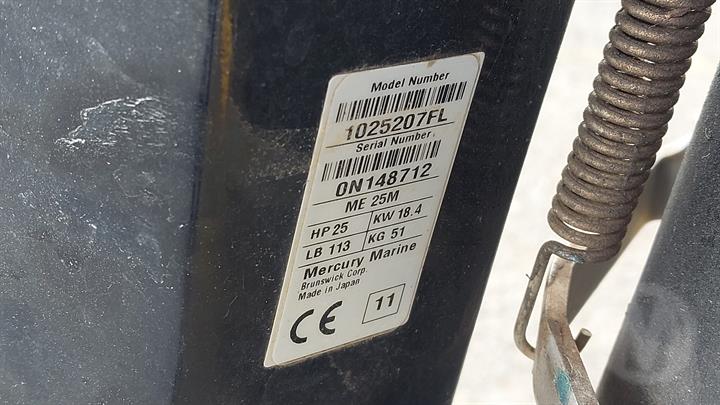 Model Number
1025207FL
Serial Number
0N148712
ME 25M
HP 25 KW 18.4
LB 113 KG 51
Mercury Marine
Brunswick Corp.
Made in Japan
CE 11